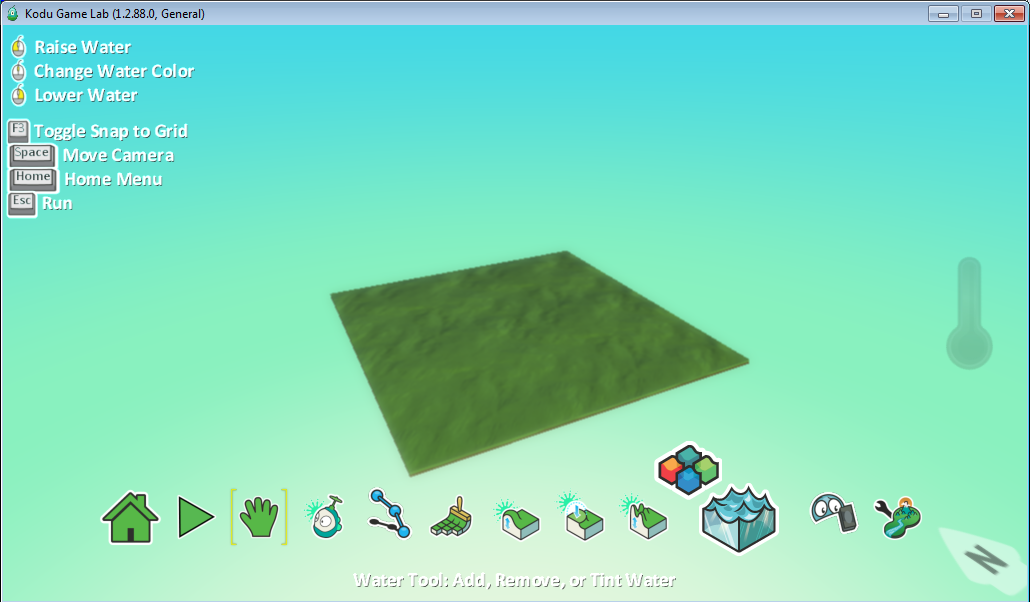 Kodu Game Lab (1.2.88.0, General)
Raise Water
Change Water Color
Lower Water
F3 Toggle Snap to Grid
Space Move Camera
Home Home Menu
Esc Run
N
Water Tool: Add, Remove, or Tint Water